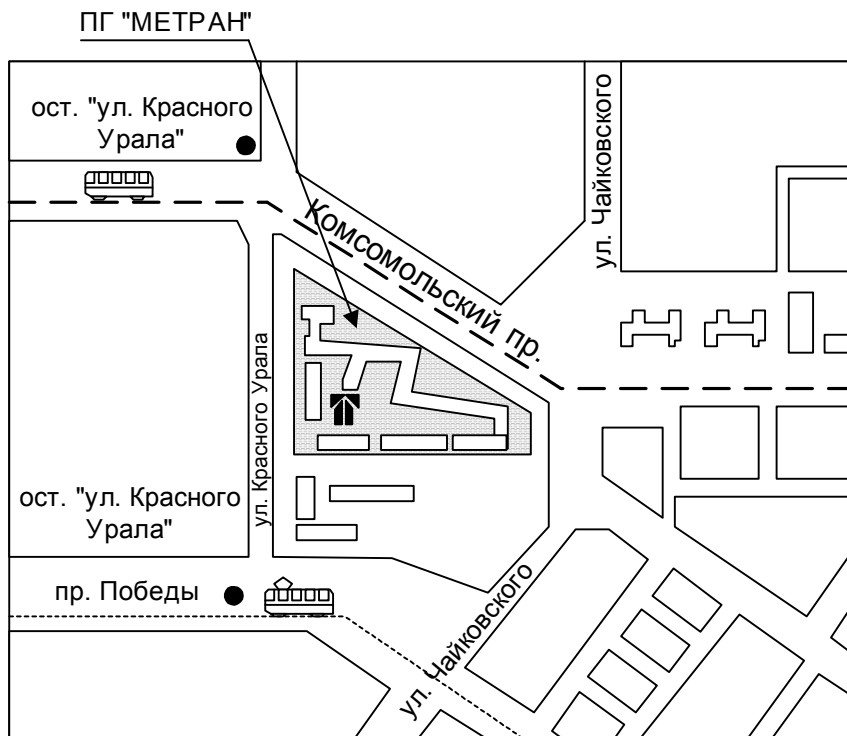 ПГ "МЕТРАН"
ост. "ул. Красного
Урала"
ул. Чайковского
Комсомольский пр.
ул. Красного Урала
ост. "ул. Красного
Урала"
пр. Победы
ул. Чайковского